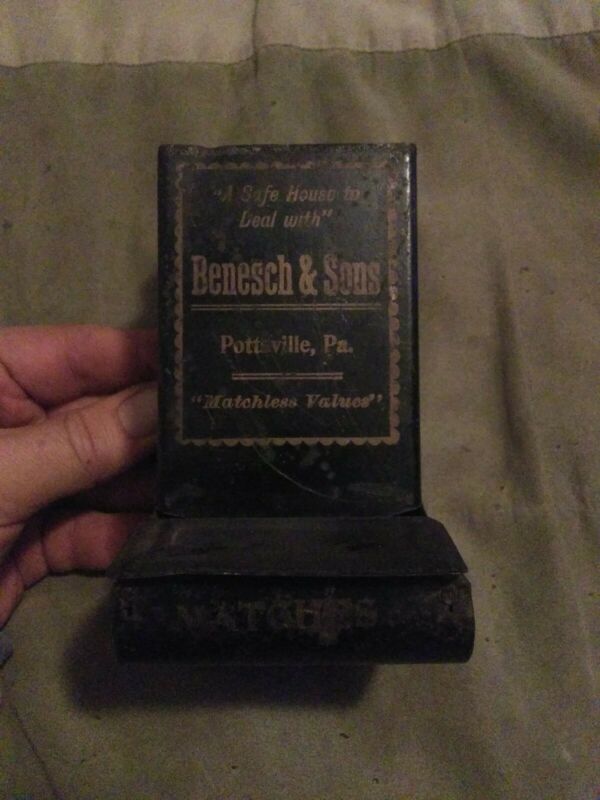 "A Safe House to
Deal with"
Benesch & Sons
Pottsville, Pa.
"Matchless Values"
MATCHES